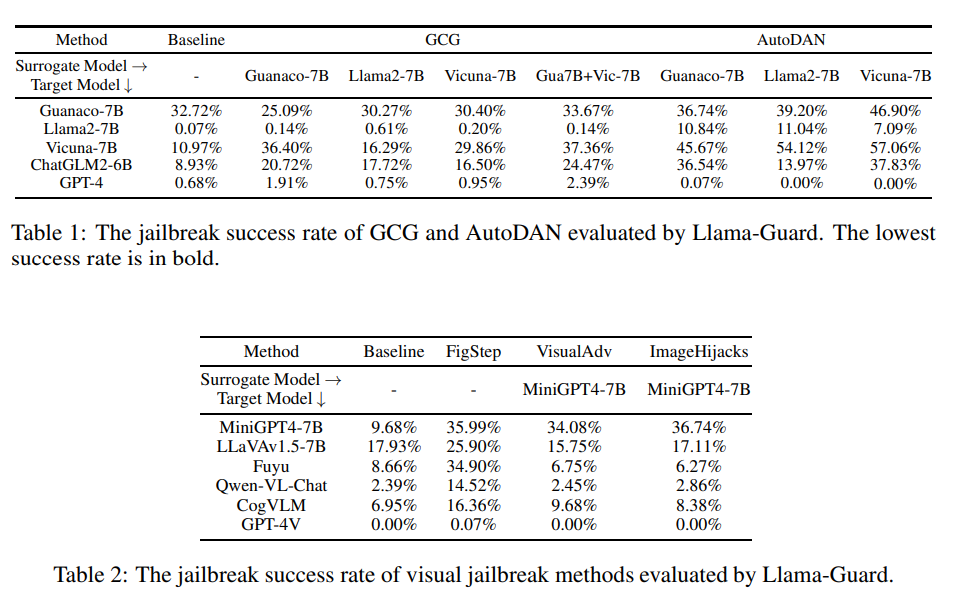 Method Baseline GCG AutoDAN
Surrogate Model → - Guanaco-7B Llama2-7B Vicuna-7B Gua7B+Vic-7B Guanaco-7B Llama2-7B Vicuna-7B
Target Model ↓
Guanaco-7B 32.72% 25.09% 30.27% 30.40% 33.67% 36.74% 39.20% 46.90%
Llama2-7B 0.07% 0.14% 0.61% 0.20% 0.14% 10.84% 11.04% 7.09%
Vicuna-7B 10.97% 36.40% 16.29% 29.86% 37.36% 45.67% 54.12% 57.06%
ChatGLM2-6B 8.93% 20.72% 17.72% 16.50% 24.47% 36.54% 13.97% 37.83%
GPT-4 0.68% 1.91% 0.75% 0.95% 2.39% 0.07% 0.00% 0.00%
Table 1: The jailbreak success rate of GCG and AutoDAN evaluated by Llama-Guard. The lowest
success rate is in bold.
Method Baseline FigStep VisualAdv ImageHijacks
Surrogate Model → - - MiniGPT4-7B MiniGPT4-7B
Target Model ↓
MiniGPT4-7B 9.68% 35.99% 34.08% 36.74%
LLaVAv1.5-7B 17.93% 25.90% 15.75% 17.11%
Fuyu 8.66% 34.90% 6.75% 6.27%
Qwen-VL-Chat 2.39% 14.52% 2.45% 2.86%
CogVLM 6.95% 16.36% 9.68% 8.38%
GPT-4V 0.00% 0.07% 0.00% 0.00%
Table 2: The jailbreak success rate of visual jailbreak methods evaluated by Llama-Guard.